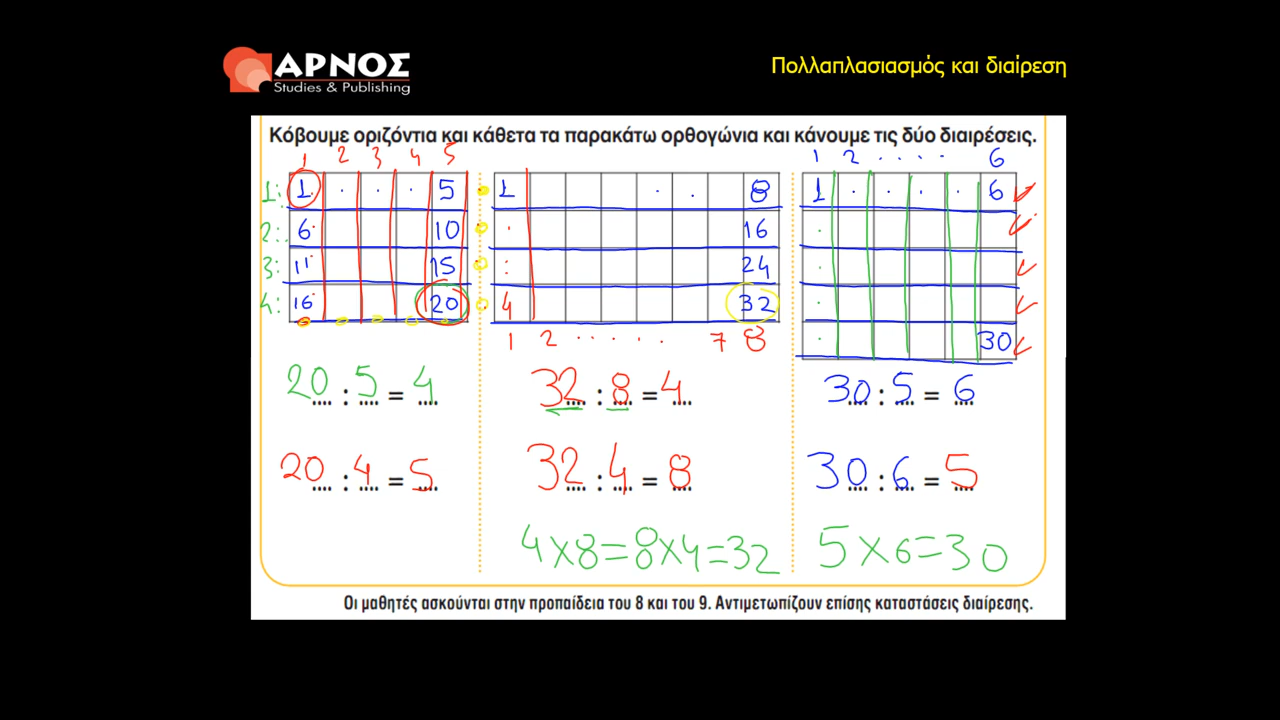 ΑΡΝΟΣ
Studies & Publishing
Πολλαπλασιασμός και διαίρεση
Κόβουμε οριζόντια και κάθετα τα παρακάτω ορθογώνια και κάνουμε τις δύο διαιρέσεις.
1 2 3 4 5
1: 1 . . . 5
2: 6 10
3: 11 15
4: 16 20
20 : 5 = 4
20 : 4 = 5
1 . . 8
. 16
: 24
4 32
1 2 ...... 7 8
32 : 8 = 4
32 : 4 = 8
4x8=8x4=32
1 2 .... 6
1 . . . . 6
.
.
.
. 30
30 : 5 = 6
30 : 6 = 5
5x6=30
Οι μαθητές ασκούνται στην προπαίδεια του 8 και του 9. Αντιμετωπίζουν επίσης καταστάσεις διαίρεσης.